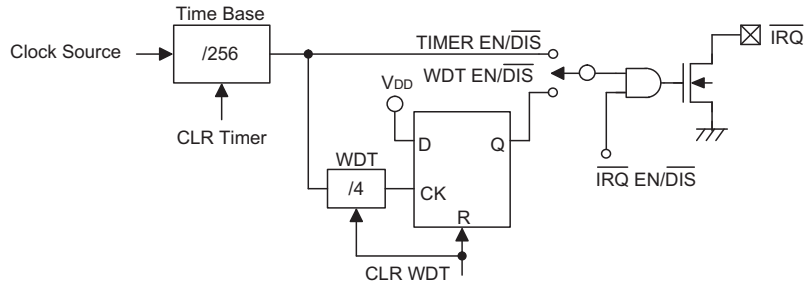 Time Base
Clock Source
/256
TIMER EN/DIS
IRQ
WDT EN/DIS
VDD
CLR Timer
D
Q
WDT
/4
CK
IRQ EN/DIS
R
CLR WDT